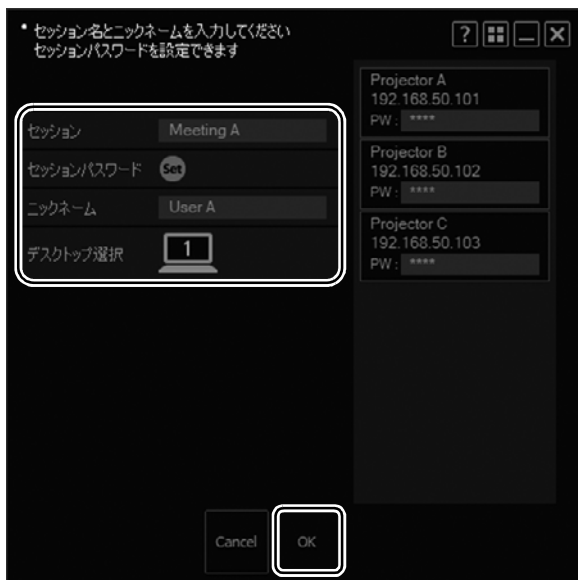 * セッション名とニックネームを入力してください
セッションパスワードを設定できます
?
セッション Meeting A
セッションパスワード Set
ニックネーム User A
デスクトップ選択 1
Projector A
192.168.50.101
PW : ****
Projector B
192.168.50.102
PW : ****
Projector C
192.168.50.103
PW : ****
Cancel OK